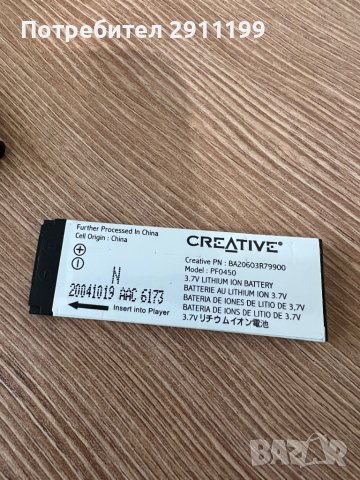 Потребител 2911199
Further Processed In China
Cell Origin : China
N
20041019 AAC 6173
Insert into Player
CREATIVE®
Creative PN : BA20603R79900
Model : PF0450
3.7V LITHIUM ION BATTERY
BATTERIE AU LITHIUM ION 3.7V
BATERIA DE IONES DE LITIO DE 3,7V
BATERIA DE IONES DE LITIO DE 3.7V
3.7V リチウムイオン電池
BAZAR